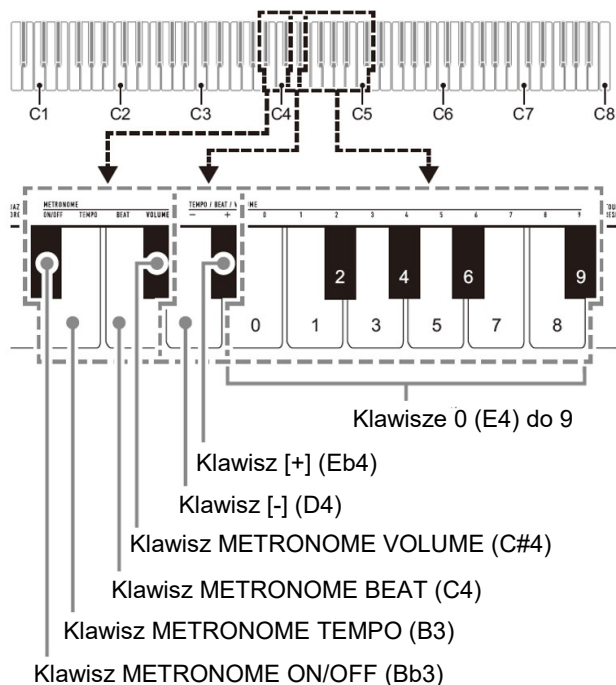 C1 C2 C3 C4 C5 C6 C7 C8
METRONOME TEMPO / BEAT / VOLUME
ON/OFF TEMPO BEAT VOLUME − + 0 1 2 3 4 5 6 7 8 9
2 4 6 9
0 1 3 5 7 8
Klawisze 0 (E4) do 9
Klawisz [+] (Eb4)
Klawisz [-] (D4)
Klawisz METRONOME VOLUME (C#4)
Klawisz METRONOME BEAT (C4)
Klawisz METRONOME TEMPO (B3)
Klawisz METRONOME ON/OFF (Bb3)